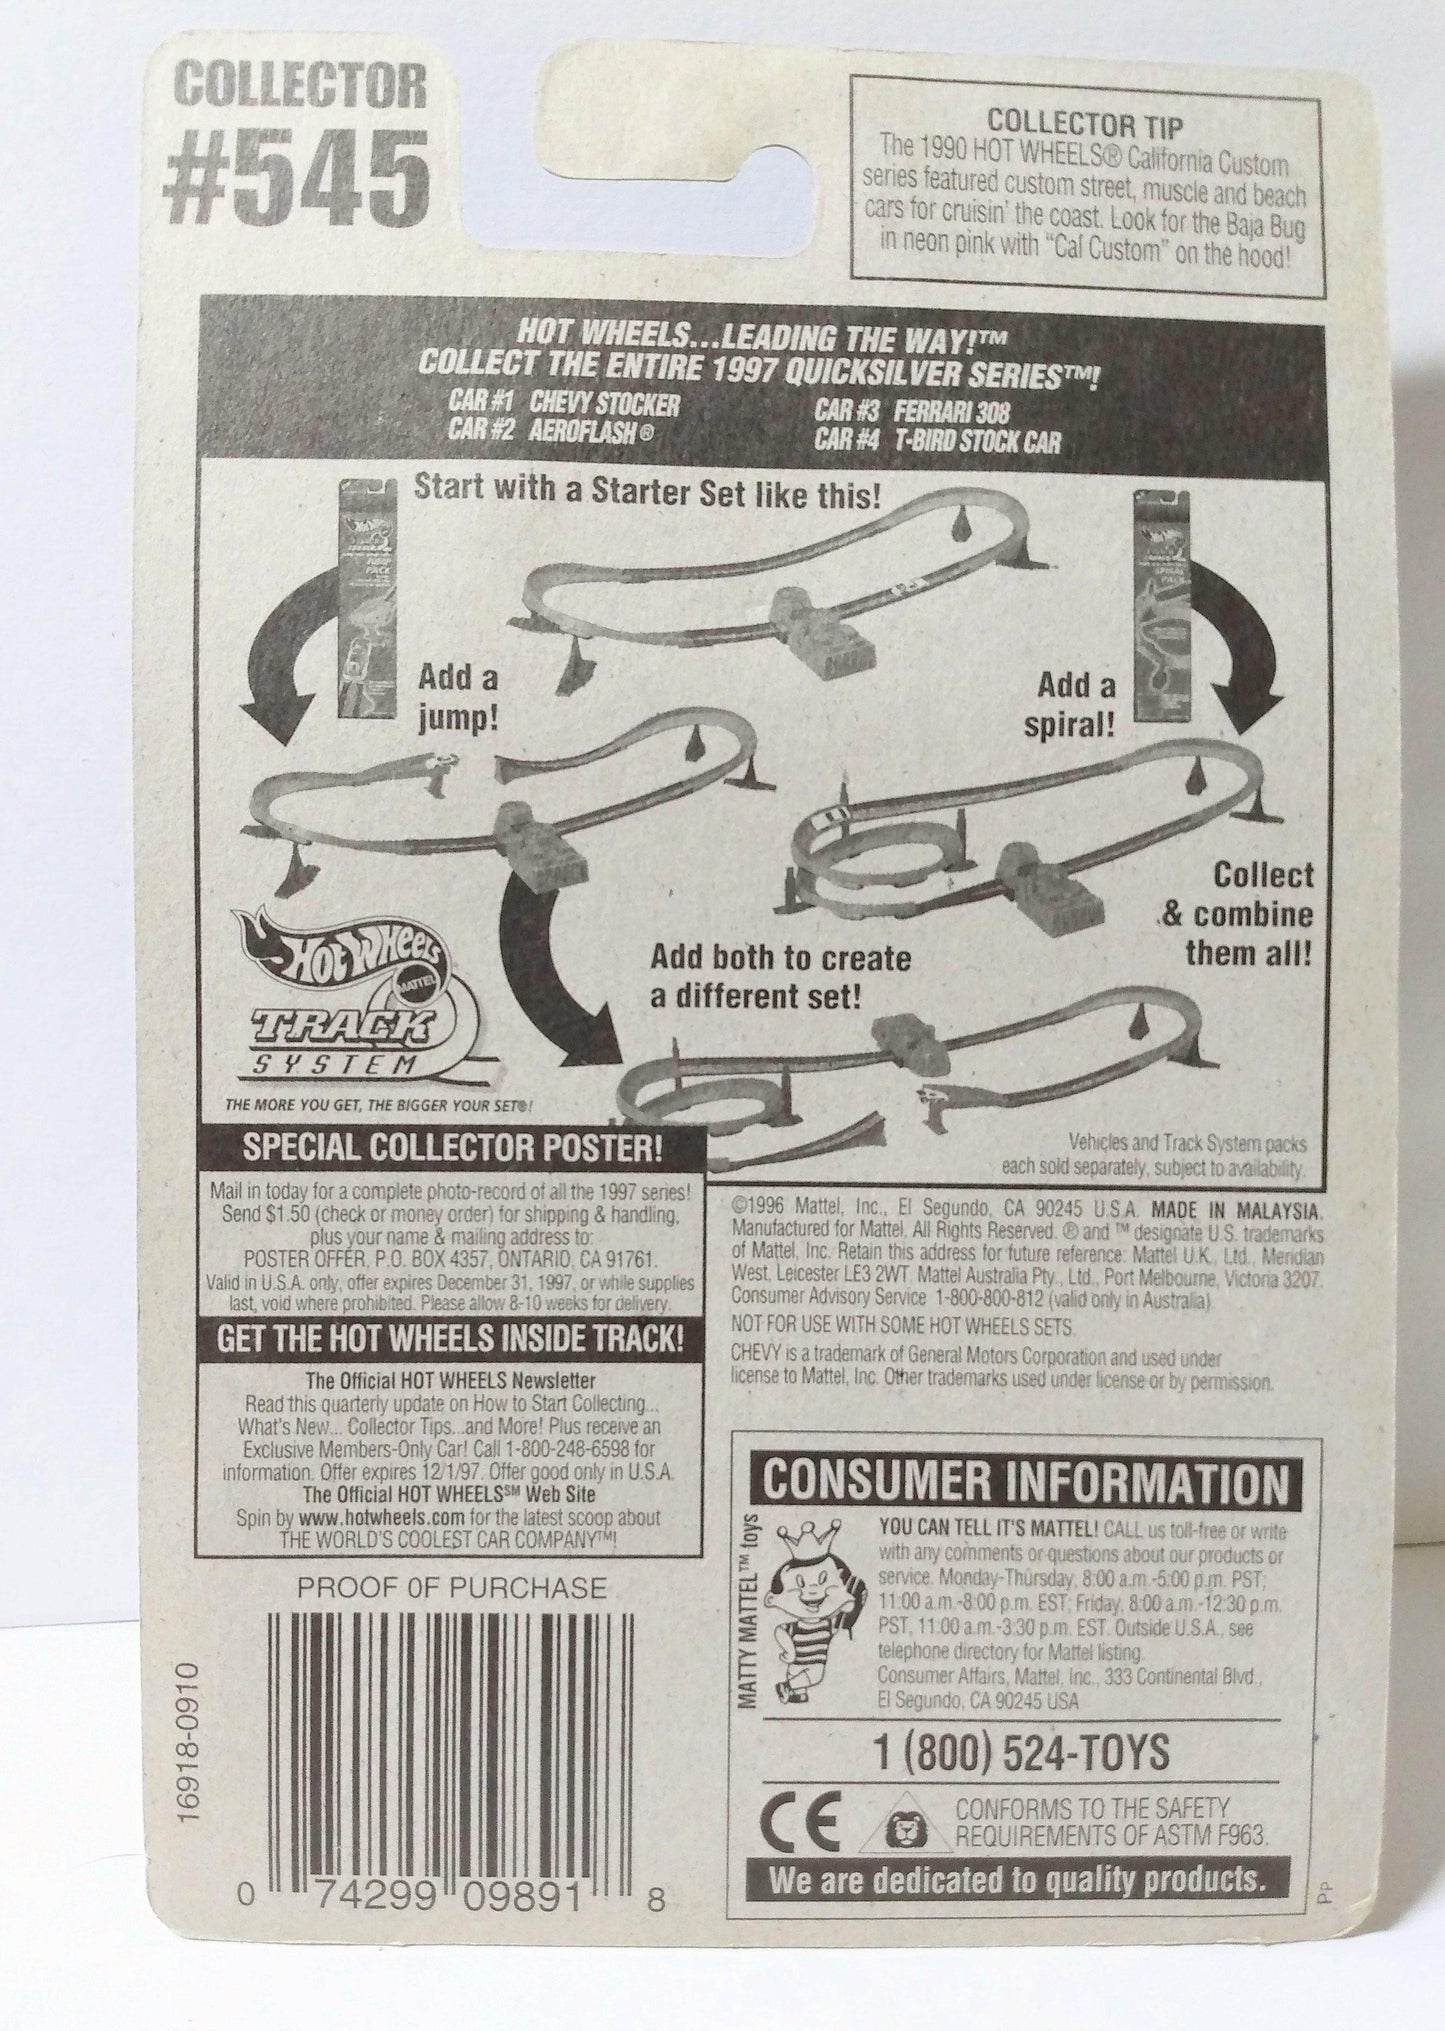 COLLECTOR
#545
COLLECTOR TIP
The 1990 HOT WHEELS® California Custom
series featured custom street, muscle and beach
cars for cruisin' the coast. Look for the Baja Bug
in neon pink with "Cal Custom" on the hood!
HOT WHEELS...LEADING THE WAY!™
COLLECT THE ENTIRE 1997 QUICKSILVER SERIES™!
CAR #1 CHEVY STOCKER
CAR #2 AEROFLASH®
CAR #3 FERRARI 308
CAR #4 T-BIRD STOCK CAR
Start with a Starter Set like this!
JUMP
PACK
SPIRAL
PACK
Add a
jump!
Add a
spiral!
Collect
& combine
them all!
Add both to create
a different set!
Hot Wheels
MATTEL
TRACK
SYSTEM
THE MORE YOU GET, THE BIGGER YOUR SET®!
Vehicles and Track System packs
each sold separately, subject to availability.
SPECIAL COLLECTOR POSTER!
Mail in today for a complete photo-record of all the 1997 series!
Send $1.50 (check or money order) for shipping & handling,
plus your name & mailing address to:
POSTER OFFER, P.O. BOX 4357, ONTARIO, CA 91761.
Valid in U.S.A. only, offer expires December 31, 1997, or while supplies
last, void where prohibited. Please allow 8-10 weeks for delivery.
GET THE HOT WHEELS INSIDE TRACK!
The Official HOT WHEELS Newsletter
Read this quarterly update on How to Start Collecting...
What's New... Collector Tips...and More! Plus receive an
Exclusive Members-Only Car! Call 1-800-248-6598 for
information. Offer expires 12/1/97. Offer good only in U.S.A.
The Official HOT WHEELS℠ Web Site
Spin by www.hotwheels.com for the latest scoop about
THE WORLD'S COOLEST CAR COMPANY™!
©1996 Mattel, Inc., El Segundo, CA 90245 U.S.A. MADE IN MALAYSIA.
Manufactured for Mattel. All Rights Reserved. ® and ™ designate U.S. trademarks
of Mattel, Inc. Retain this address for future reference: Mattel U.K., Ltd., Meridian
West, Leicester LE3 2WT. Mattel Australia Pty., Ltd., Port Melbourne, Victoria 3207.
Consumer Advisory Service 1-800-800-812 (valid only in Australia).
NOT FOR USE WITH SOME HOT WHEELS SETS.
CHEVY is a trademark of General Motors Corporation and used under
license to Mattel, Inc. Other trademarks used under license or by permission.
PROOF OF PURCHASE
16918-0910
0 74299 09891 8
CONSUMER INFORMATION
MATTY MATTEL™ toys
YOU CAN TELL IT'S MATTEL! CALL us toll-free or write
with any comments or questions about our products or
service. Monday-Thursday, 8:00 a.m.-5:00 p.m. PST;
11:00 a.m.-8:00 p.m. EST; Friday, 8:00 a.m.-12:30 p.m.
PST, 11:00 a.m.-3:30 p.m. EST. Outside U.S.A., see
telephone directory for Mattel listing.
Consumer Affairs, Mattel, Inc., 333 Continental Blvd.,
El Segundo, CA 90245 USA
1 (800) 524-TOYS
CE
CONFORMS TO THE SAFETY
REQUIREMENTS OF ASTM F963.
We are dedicated to quality products.
PP